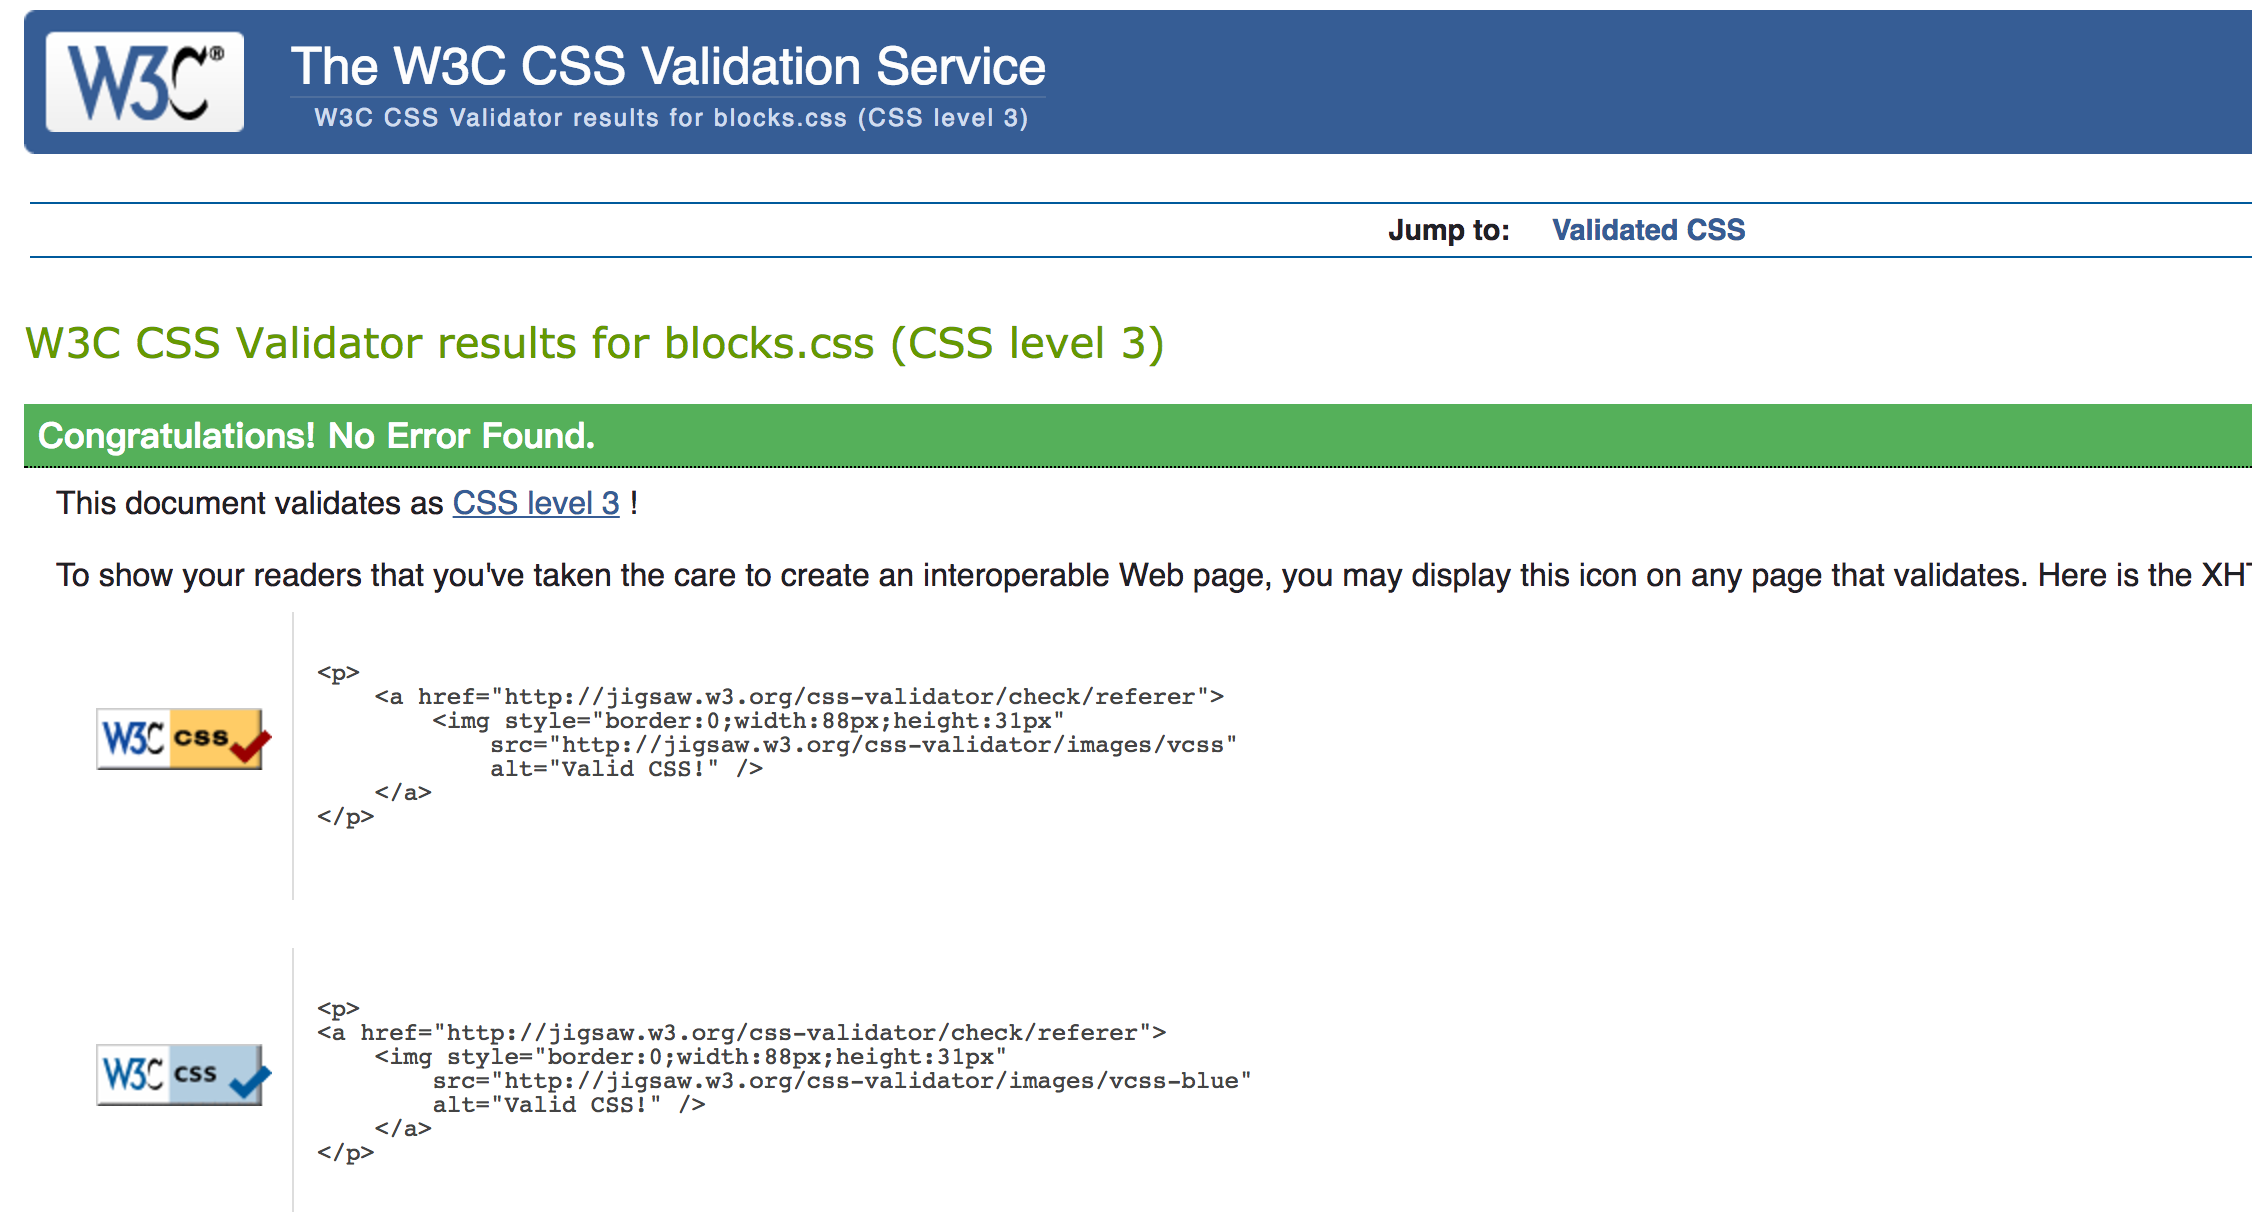 W3C®
The W3C CSS Validation Service
W3C CSS Validator results for blocks.css (CSS level 3)
Jump to: Validated CSS
W3C CSS Validator results for blocks.css (CSS level 3)
Congratulations! No Error Found.
This document validates as CSS level 3 !
To show your readers that you've taken the care to create an interoperable Web page, you may display this icon on any page that validates. Here is the
<p>
<a href="http://jigsaw.w3.org/css-validator/check/referer">
<img style="border:0;width:88px;height:31px"
src="http://jigsaw.w3.org/css-validator/images/vcss"
alt="Valid CSS!" />
</a>
</p>
W3C css
<p>
<a href="http://jigsaw.w3.org/css-validator/check/referer">
<img style="border:0;width:88px;height:31px"
src="http://jigsaw.w3.org/css-validator/images/vcss-blue"
alt="Valid CSS!" />
</a>
</p>
W3C css